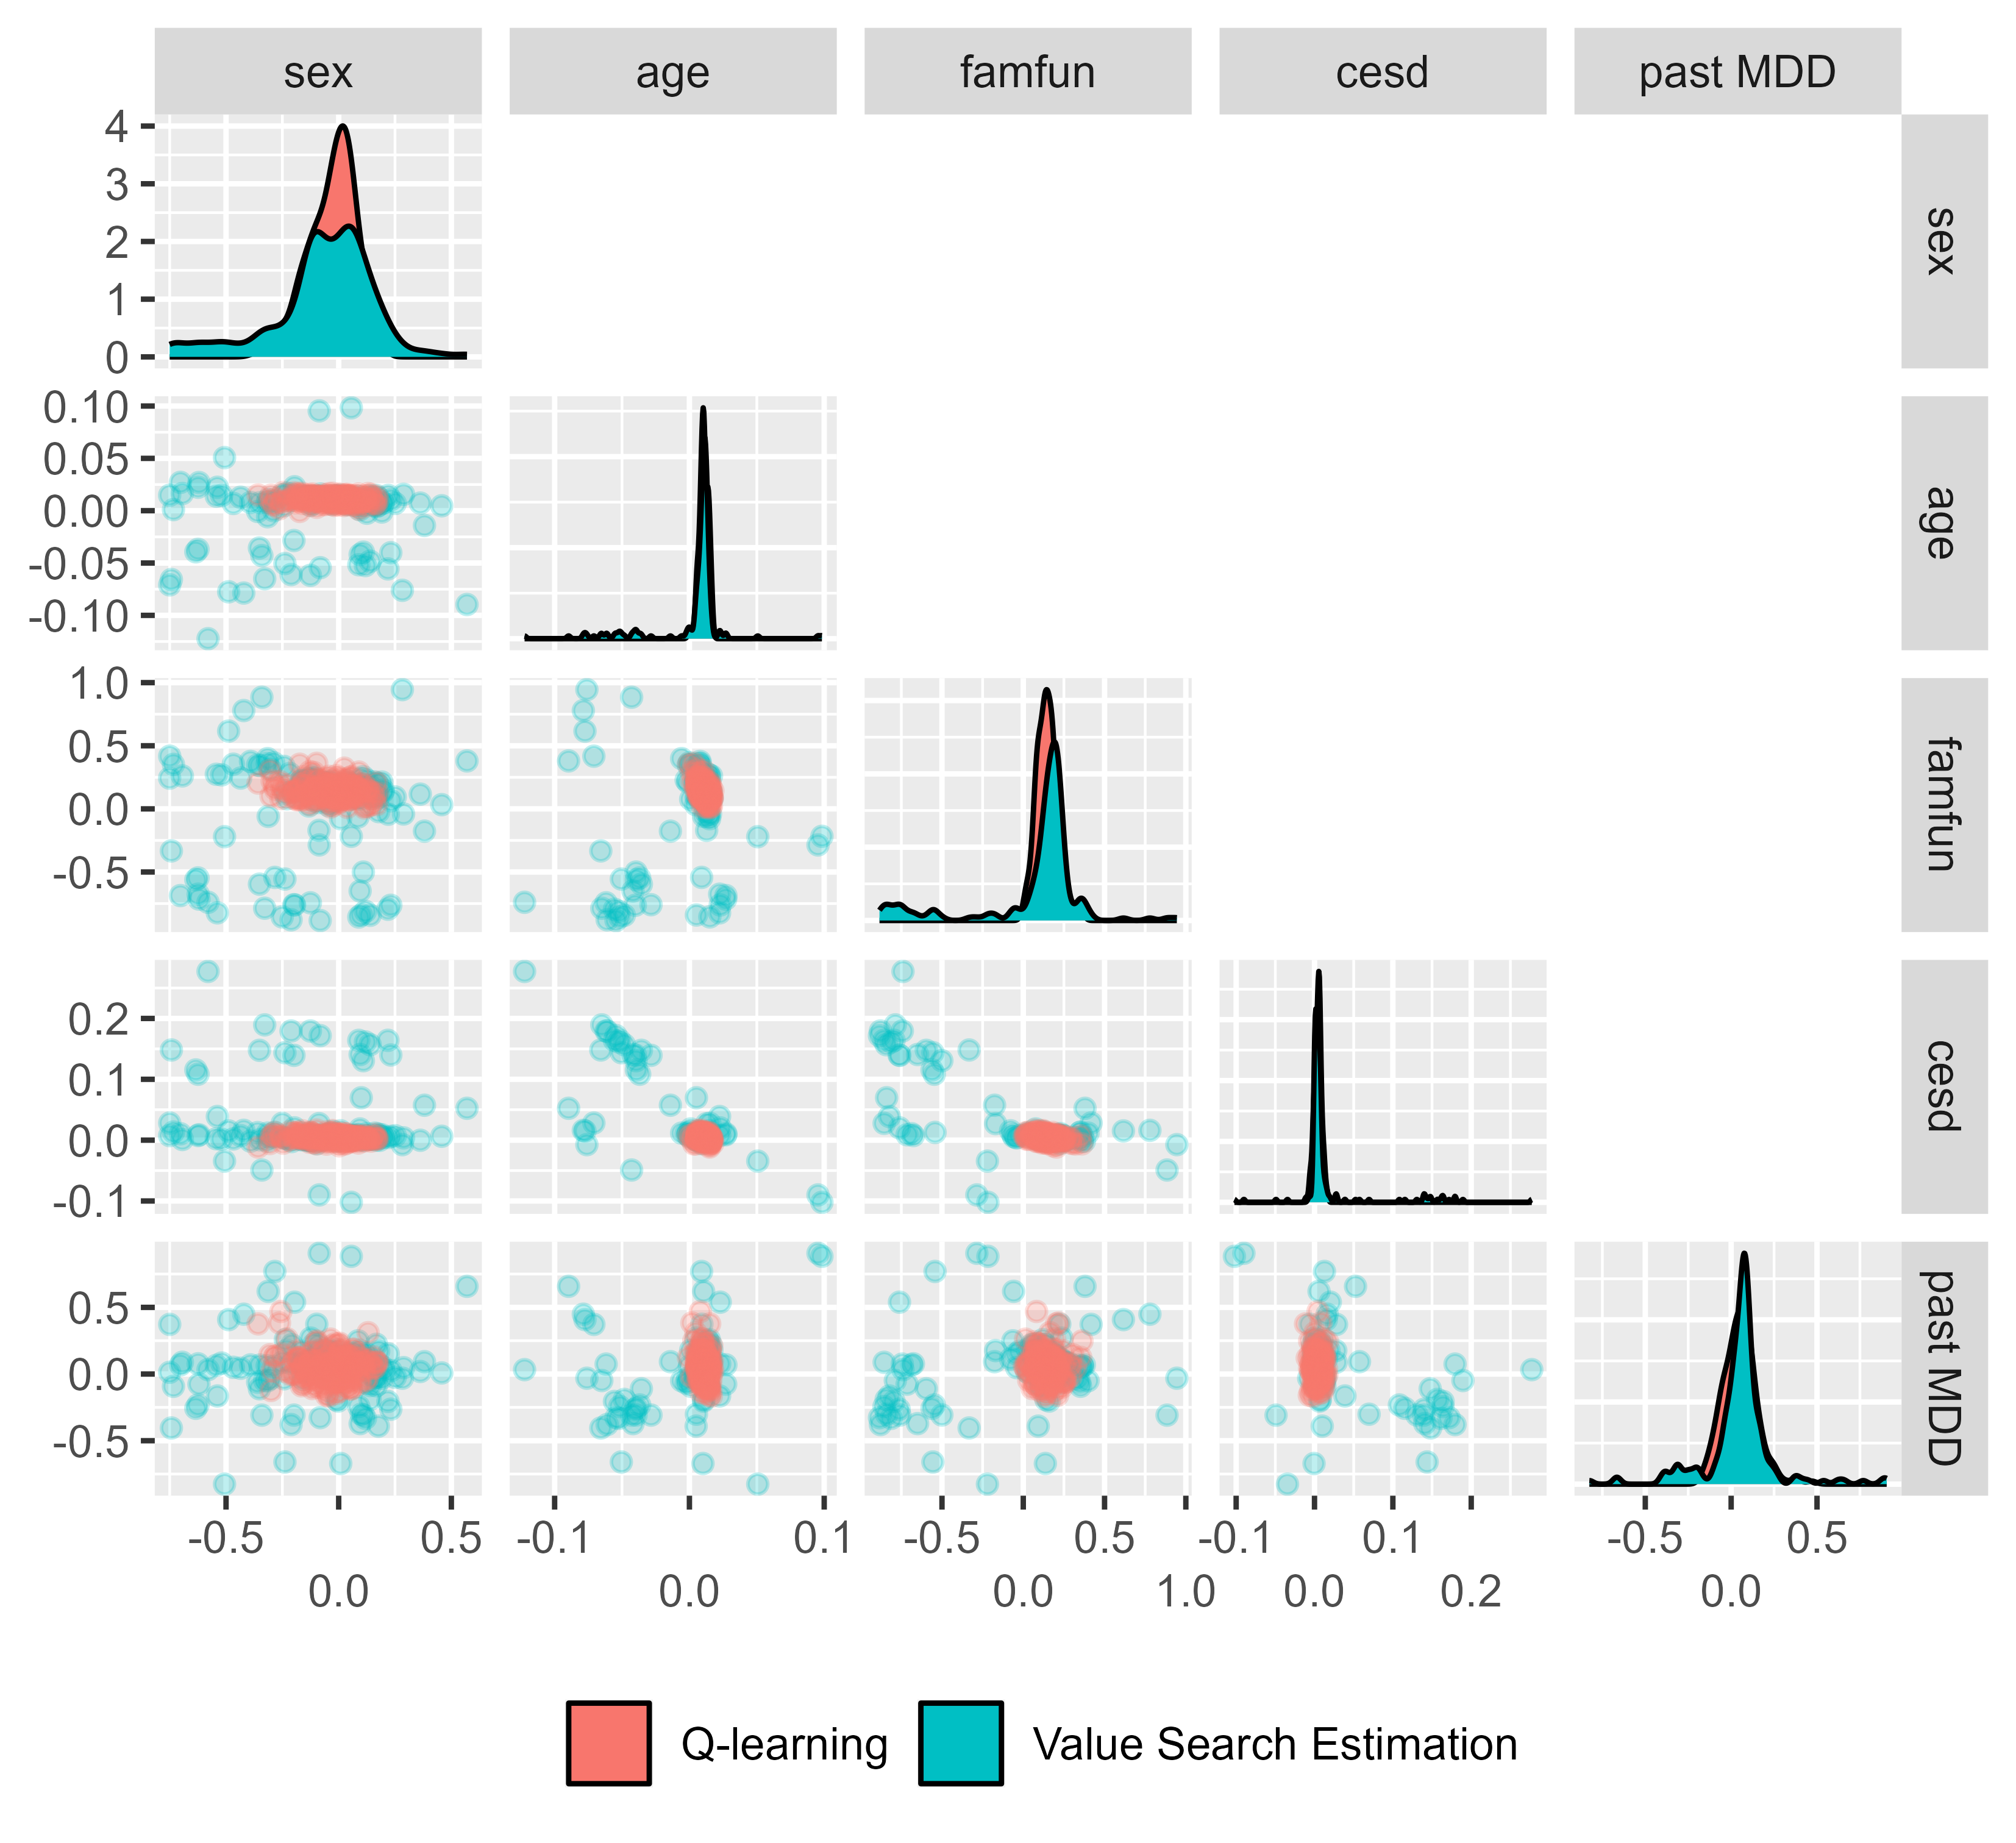 sex age famfun cesd past MDD
4
3
2
1
0
sex
0.10
0.05
0.00
-0.05
-0.10
age
1.0
0.5
0.0
-0.5
famfun
0.2
0.1
0.0
-0.1
cesd
0.5
0.0
-0.5
past MDD
-0.5 0.5 -0.1 0.1 -0.5 0.5 -0.1 0.1 -0.5 0.5
0.0 0.0 0.0 1.0 0.0 0.2 0.0
Q-learning Value Search Estimation